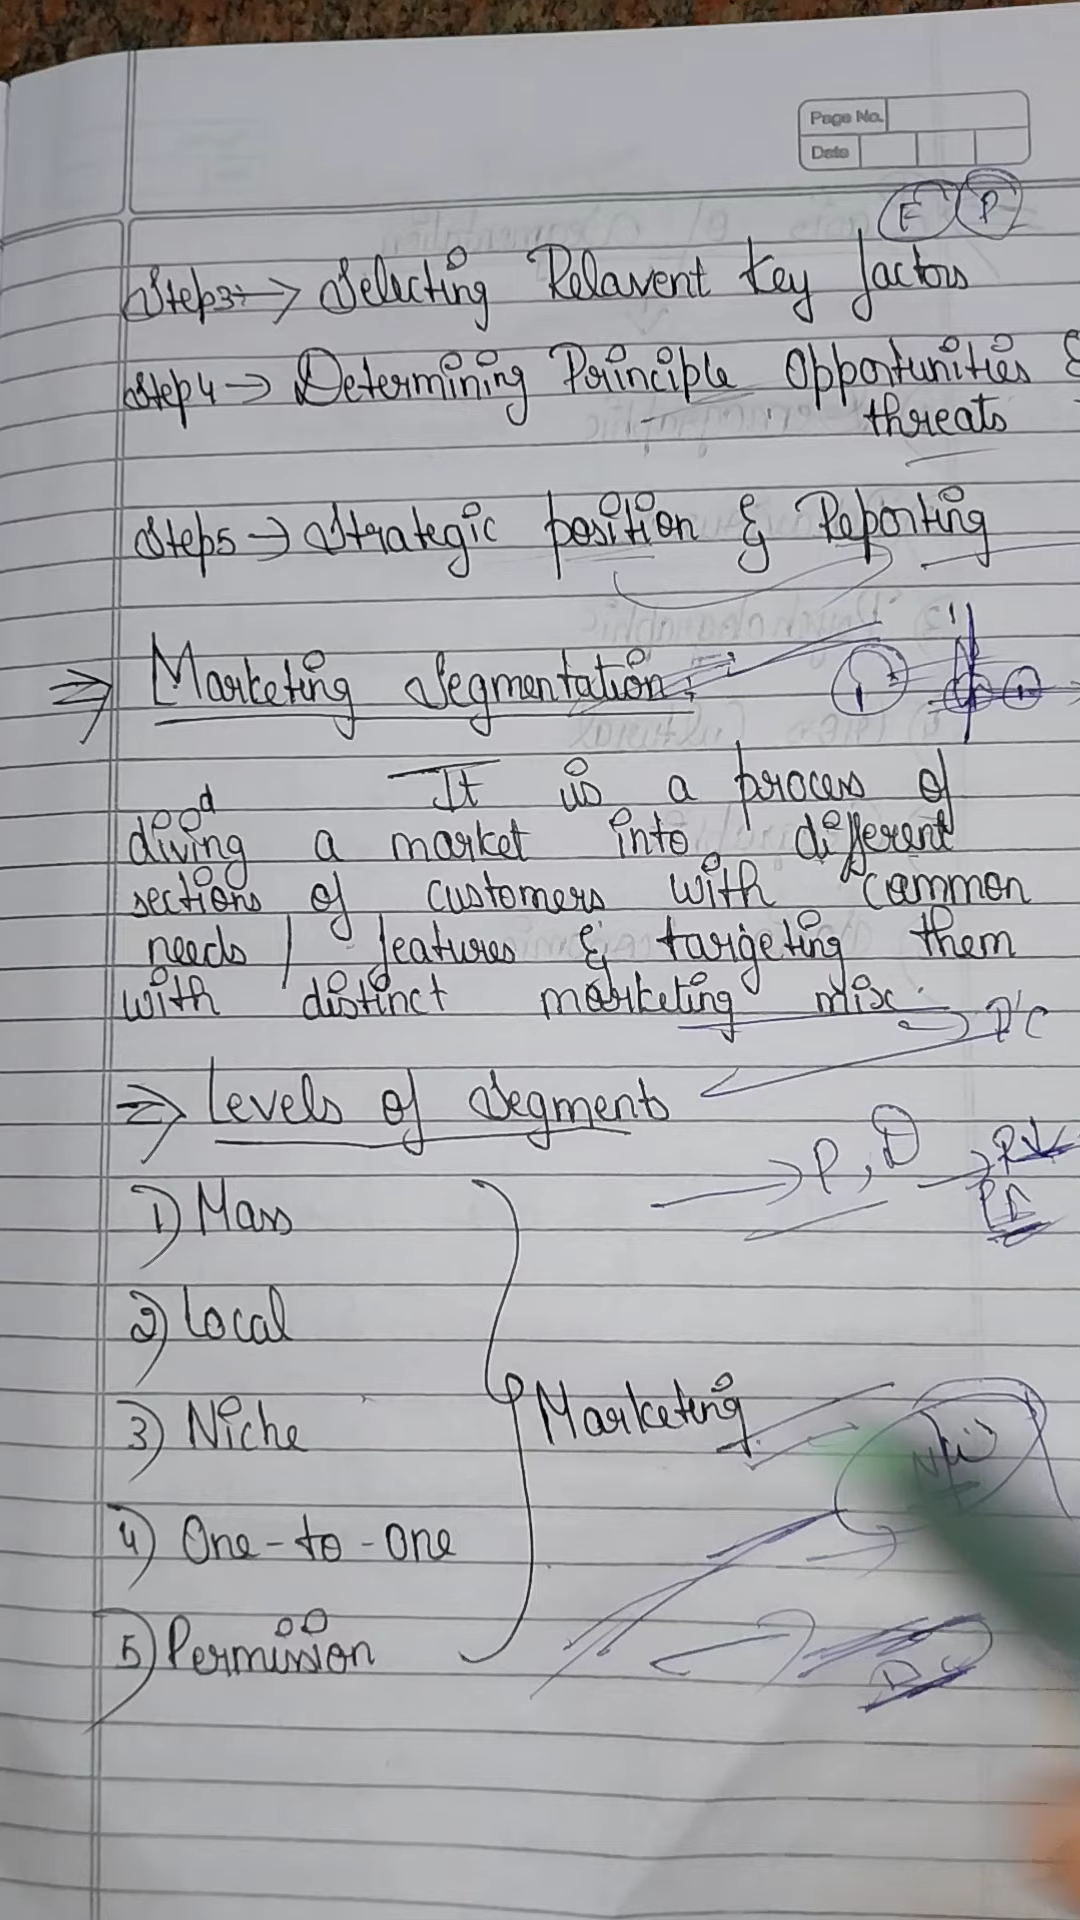 Page No.
Date
F P
Step3:→ Selecting Relavent key factors
Step4→ Determining Principle Opportunities &
threats
Step5→ Strategic position & Reporting
⇒ Marketing Segmentation :-
It is a process of
d
diving a market into different
sections of customers with common
needs / features & targeting them
with distinct marketing mix.
⇒ Levels of Segments
P, D
1) Mass
2) Local
3) Niche
Marketing
4) One-to-one
5) Permission